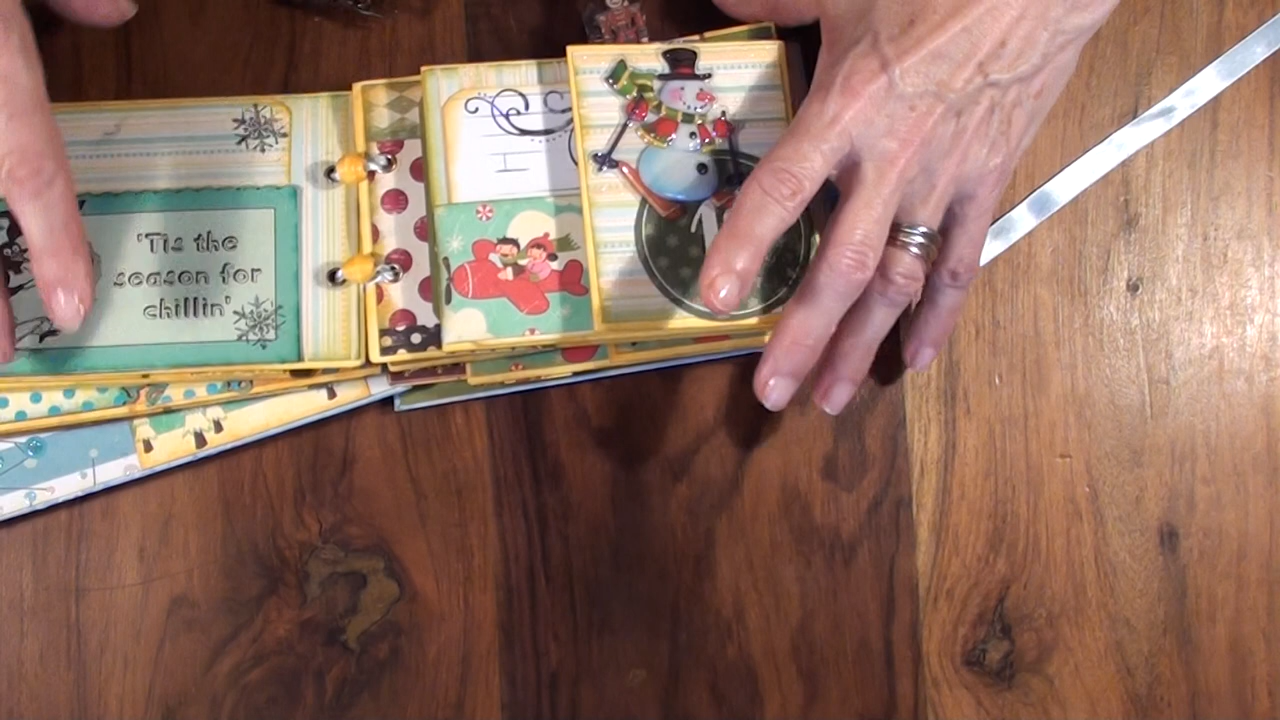 'Tis the
season for
chillin'